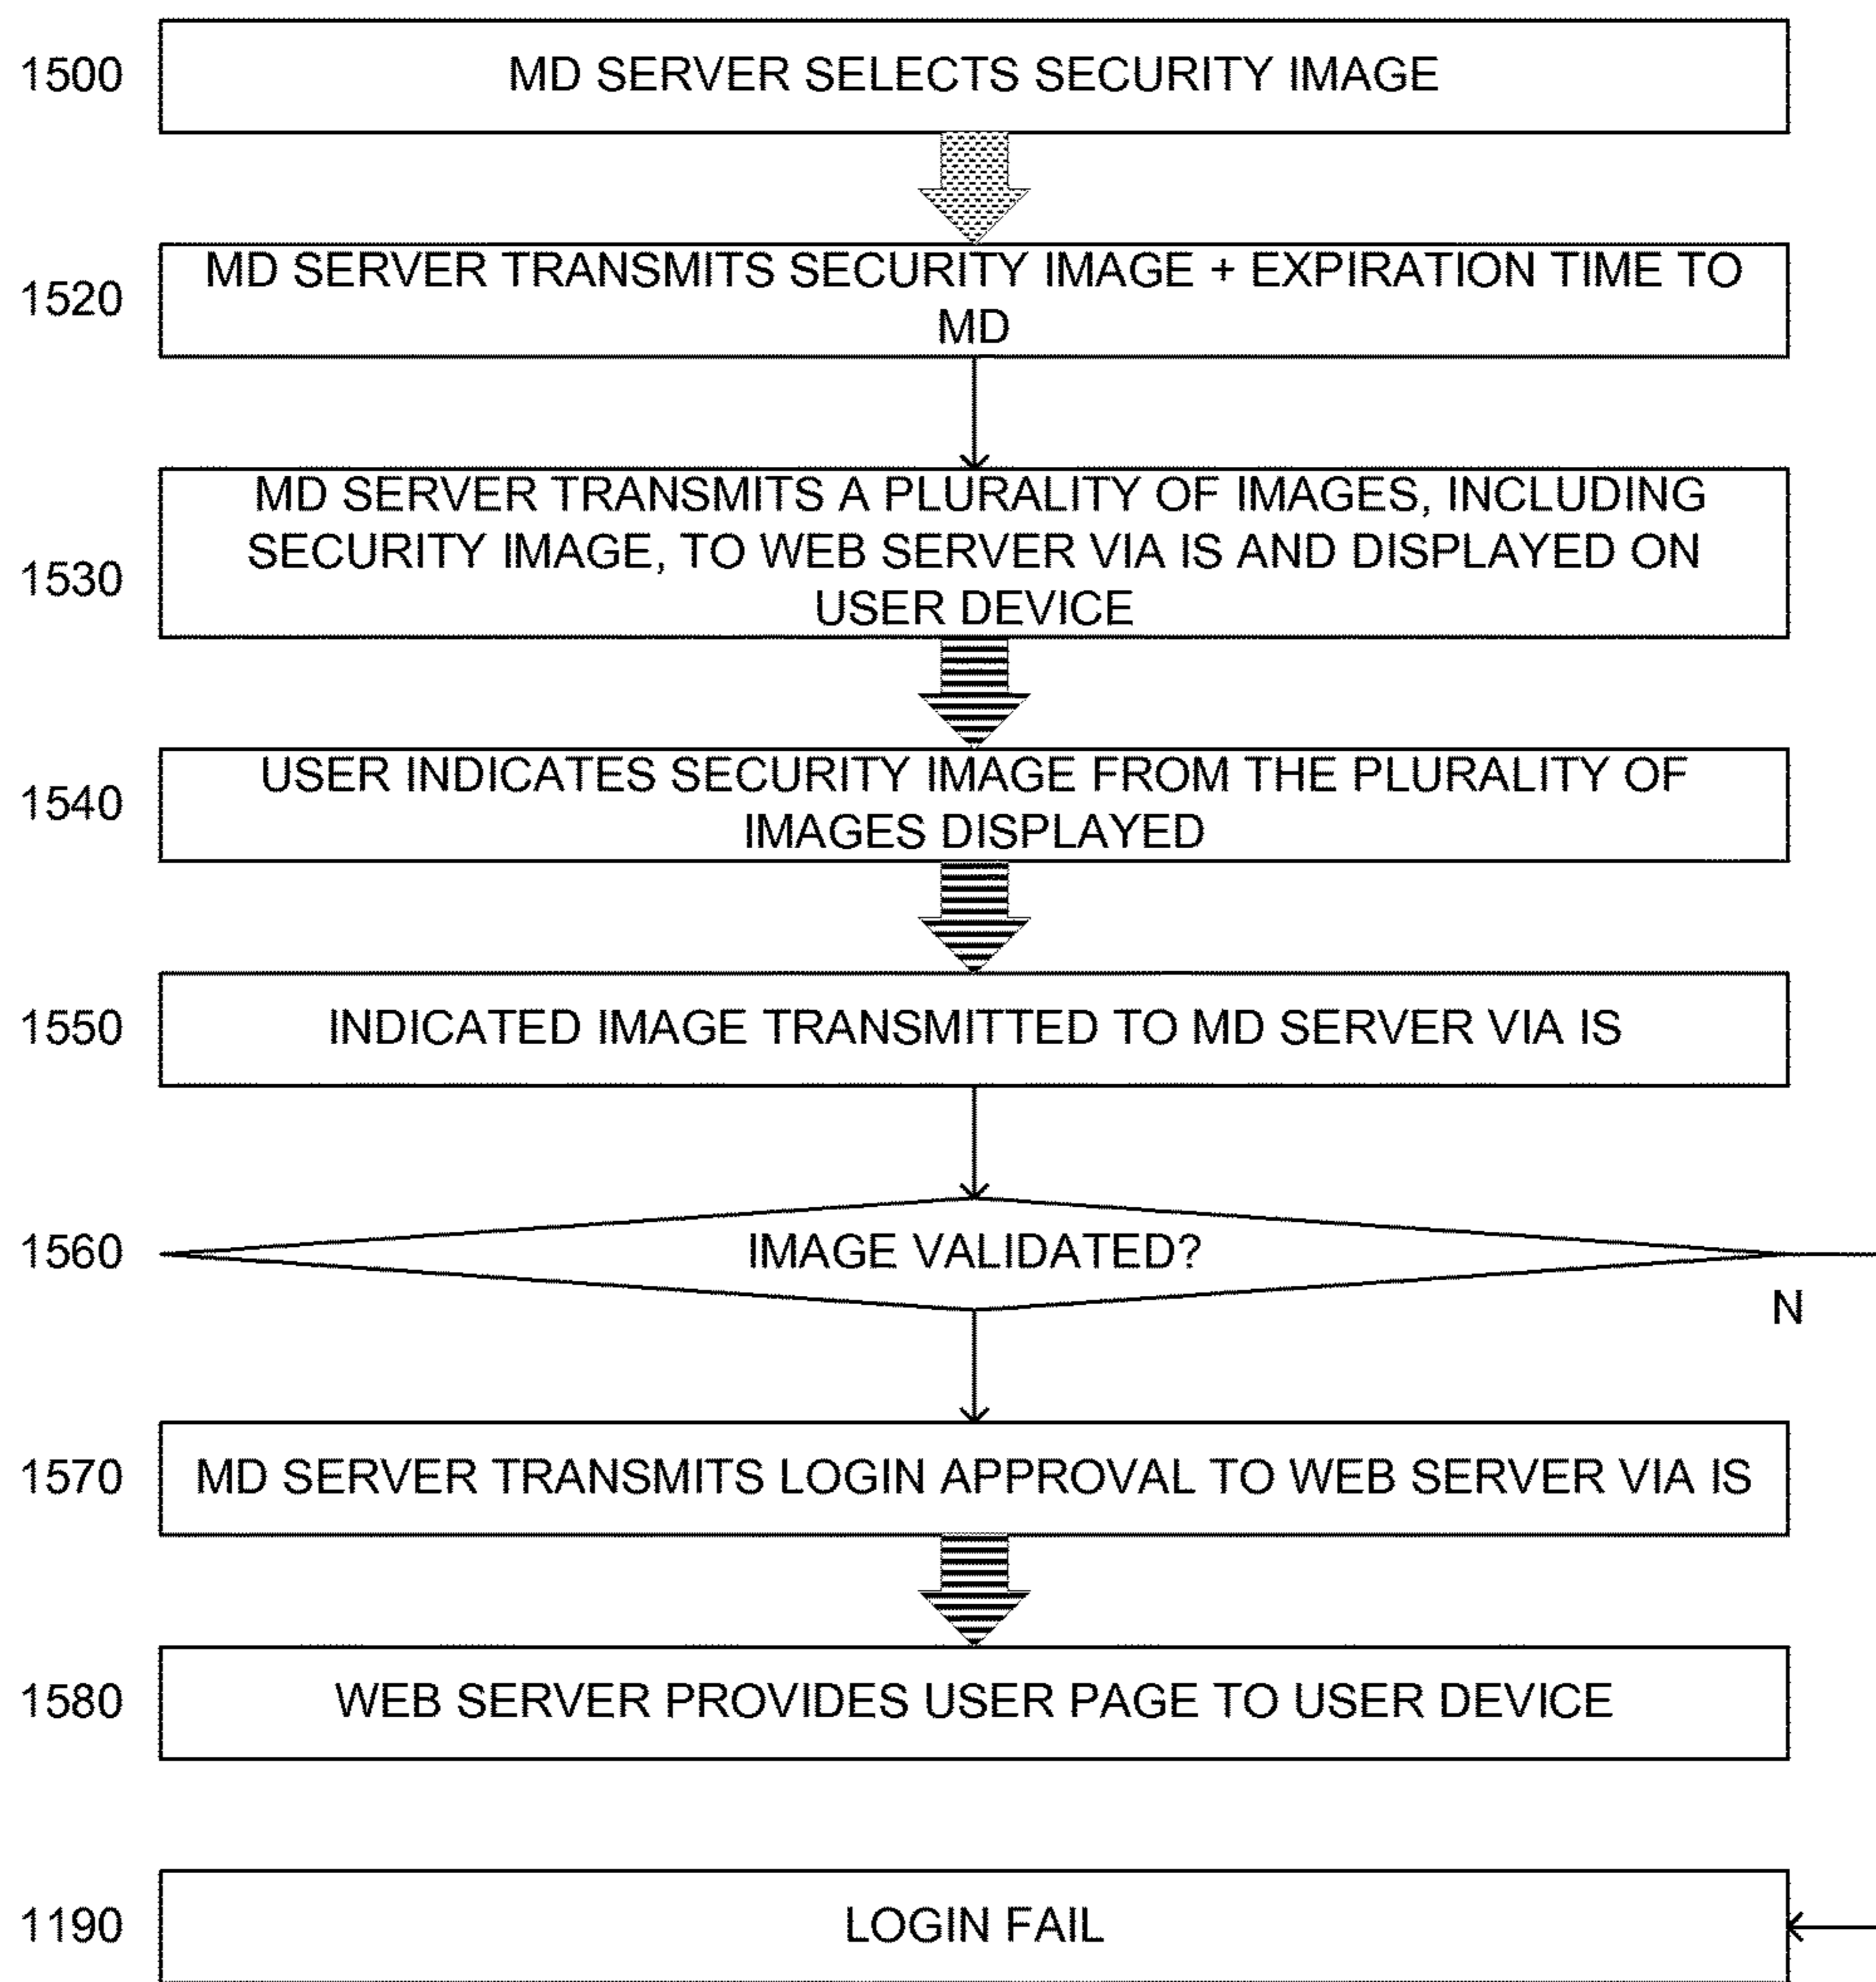 1500
MD SERVER SELECTS SECURITY IMAGE
1520
MD SERVER TRANSMITS SECURITY IMAGE + EXPIRATION TIME TO
MD
1530
MD SERVER TRANSMITS A PLURALITY OF IMAGES, INCLUDING
SECURITY IMAGE, TO WEB SERVER VIA IS AND DISPLAYED ON
USER DEVICE
1540
USER INDICATES SECURITY IMAGE FROM THE PLURALITY OF
IMAGES DISPLAYED
1550
INDICATED IMAGE TRANSMITTED TO MD SERVER VIA IS
1560
IMAGE VALIDATED?
N
1570
MD SERVER TRANSMITS LOGIN APPROVAL TO WEB SERVER VIA IS
1580
WEB SERVER PROVIDES USER PAGE TO USER DEVICE
1190
LOGIN FAIL